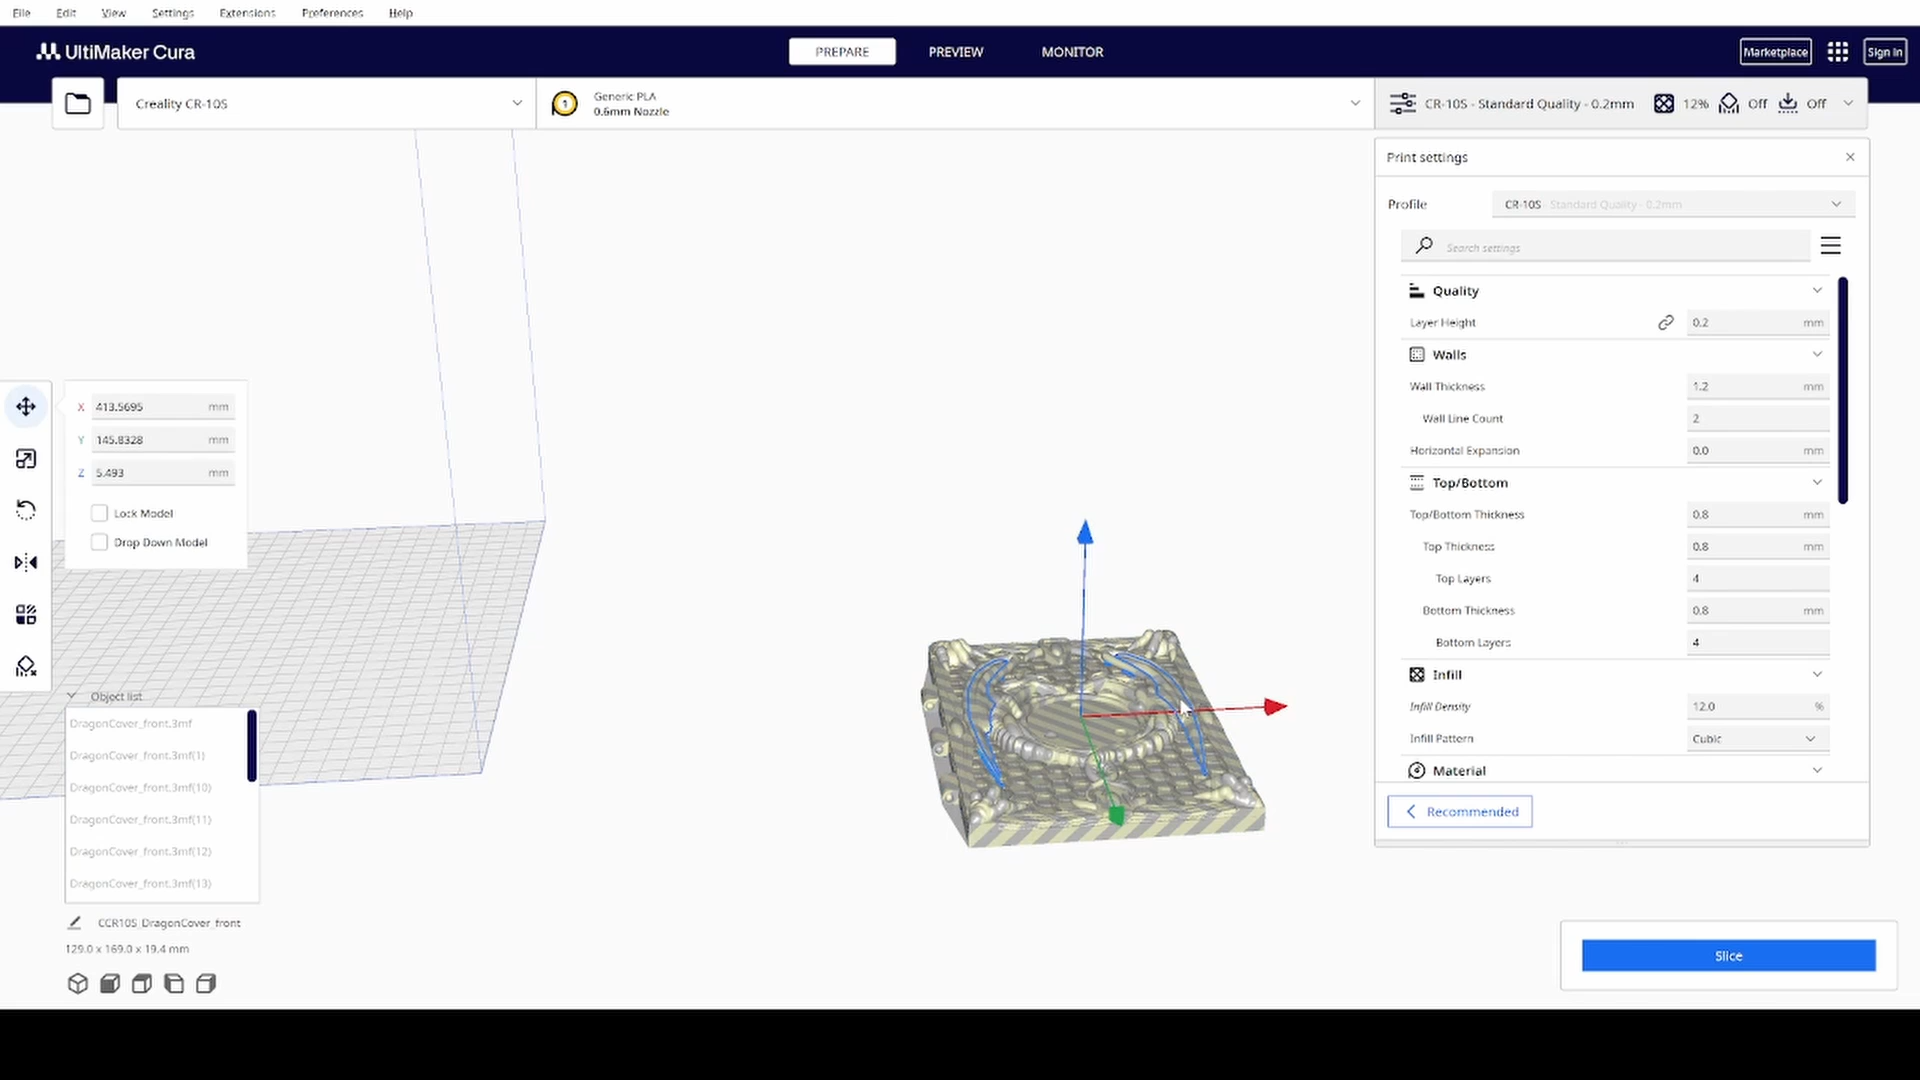 File Edit View Settings Extensions Preferences Help
UltiMaker Cura
PREPARE PREVIEW MONITOR
Marketplace
Sign in
Creality CR-10S
1
Generic PLA
0.6mm Nozzle
CR-10S - Standard Quality - 0.2mm
12% Off Off
Print settings
Profile
CR-10S Standard Quality - 0.2mm
Search settings
Quality
Layer Height 0.2 mm
Walls
Wall Thickness 1.2 mm
Wall Line Count 2
Horizontal Expansion 0.0 mm
Top/Bottom
Top/Bottom Thickness 0.8 mm
Top Thickness 0.8 mm
Top Layers 4
Bottom Thickness 0.8 mm
Bottom Layers 4
Infill
Infill Density 12.0 %
Infill Pattern Cubic
Material
Recommended
X 413.5695 mm
Y 145.8328 mm
Z 5.493 mm
Lock Model
Drop Down Model
Object list
DragonCover_front.3mf
DragonCover_front.3mf(1)
DragonCover_front.3mf(10)
DragonCover_front.3mf(11)
DragonCover_front.3mf(12)
DragonCover_front.3mf(13)
CCR10S_DragonCover_front
129.0 x 169.0 x 19.4 mm
Slice